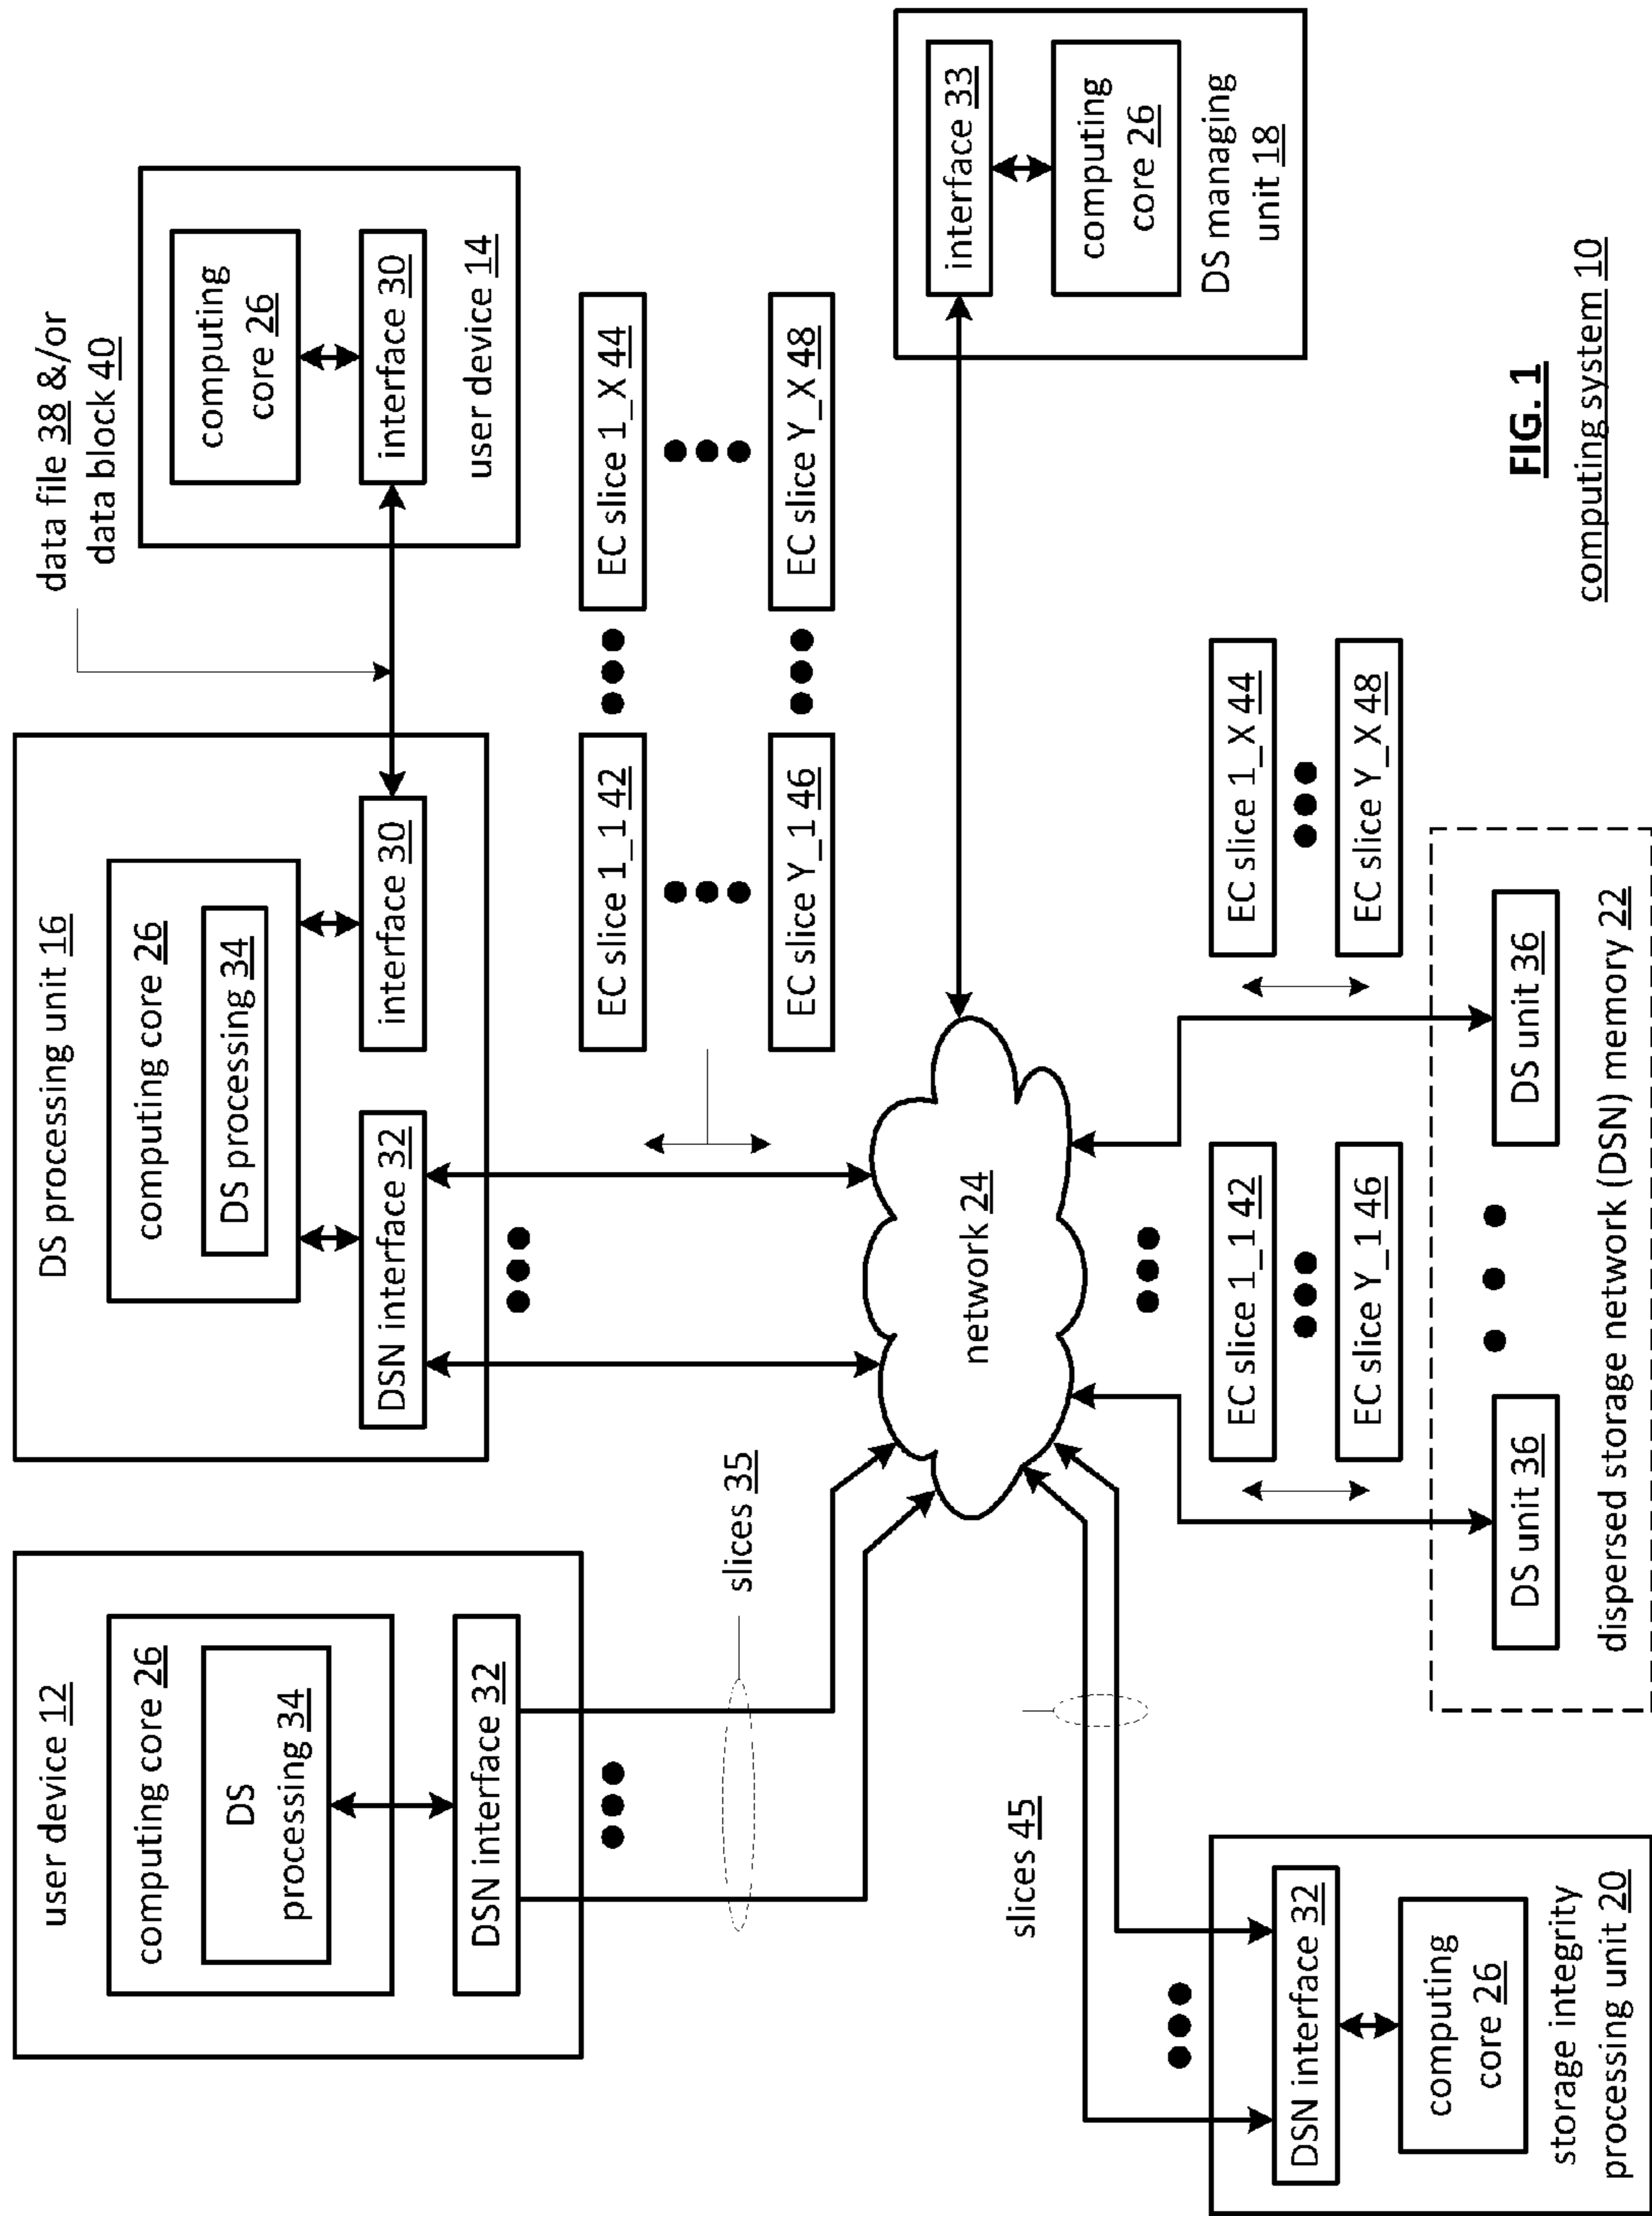 user device 12
computing core 26
DS
processing 34
DSN interface 32
DS processing unit 16
computing core 26
DS processing 34
DSN interface 32
interface 30
data file 38 &/or
data block 40
computing
core 26
interface 30
user device 14
slices 35
EC slice 1_1 42
EC slice 1_X 44
EC slice Y_1 46
EC slice Y_X 48
network 24
slices 45
interface 33
computing
core 26
DS managing
unit 18
DSN interface 32
computing
core 26
storage integrity
processing unit 20
EC slice 1_1 42
EC slice Y_1 46
EC slice 1_X 44
EC slice Y_X 48
DS unit 36
DS unit 36
dispersed storage network (DSN) memory 22
FIG. 1
computing system 10